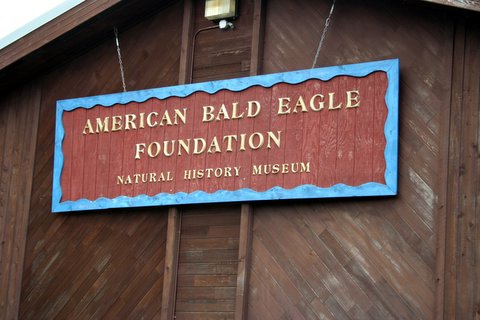 AMERICAN BALD EAGLE
FOUNDATION
NATURAL HISTORY MUSEUM